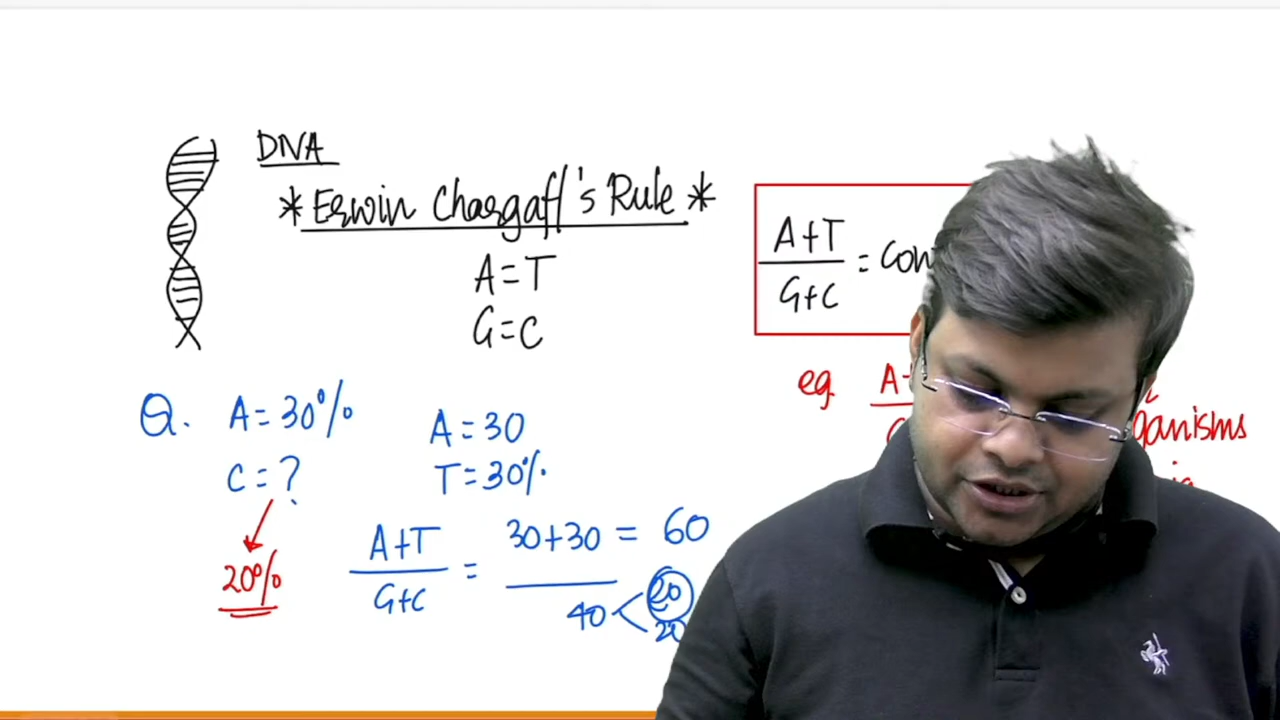 DNA
* Erwin Chargaff's Rule *
A=T
G=C
A+T
G+C
= con
eg
ganisms
Q. A=30%
C=?
20%
A=30
T=30%
A+T
G+C
=
30+30 = 60
40 < 20
20